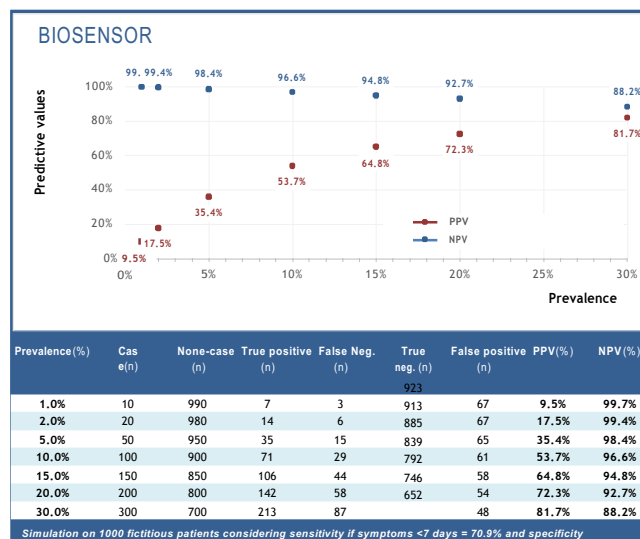 BIOSENSOR
99. 99.4% 98.4% 96.6% 94.8% 92.7% 88.2%
Predictive values
100%
80%
60%
40%
20%
0%
9.5% 17.5% 35.4% 53.7% 64.8% 72.3% 81.7%
PPV
NPV
0% 5% 10% 15% 20% 25% 30%
Prevalence
Prevalence(%) Cas None-case True positive False Neg. True False positive PPV(%) NPV(%)
e(n) (n) (n) (n) neg. (n) (n)
923
1.0% 10 990 7 3 913 67 9.5% 99.7%
2.0% 20 980 14 6 885 67 17.5% 99.4%
5.0% 50 950 35 15 839 65 35.4% 98.4%
10.0% 100 900 71 29 792 61 53.7% 96.6%
15.0% 150 850 106 44 746 58 64.8% 94.8%
20.0% 200 800 142 58 652 54 72.3% 92.7%
30.0% 300 700 213 87 48 81.7% 88.2%
Simulation on 1000 fictitious patients considering sensitivity if symptoms <7 days = 70.9% and specificity